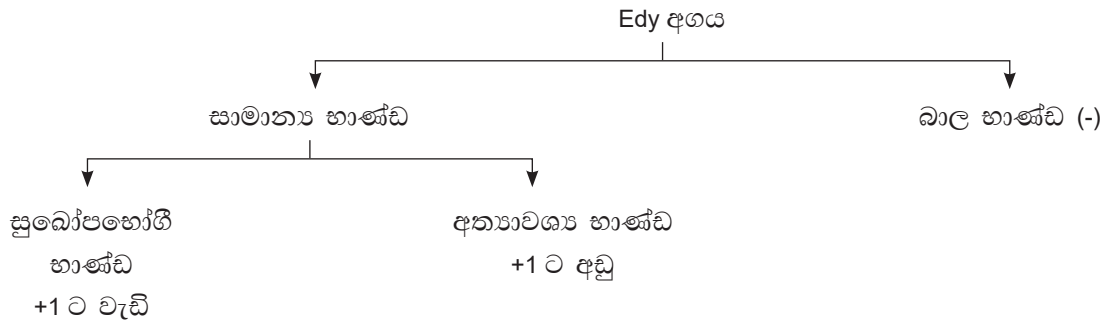 Edy අගය
සාමාන්‍ය භාණ්ඩ
බාල භාණ්ඩ (-)
සුඛෝපභෝගී
භාණ්ඩ
+1 ට වැඩි
අත්‍යාවශ්‍ය භාණ්ඩ
+1 ට අඩු